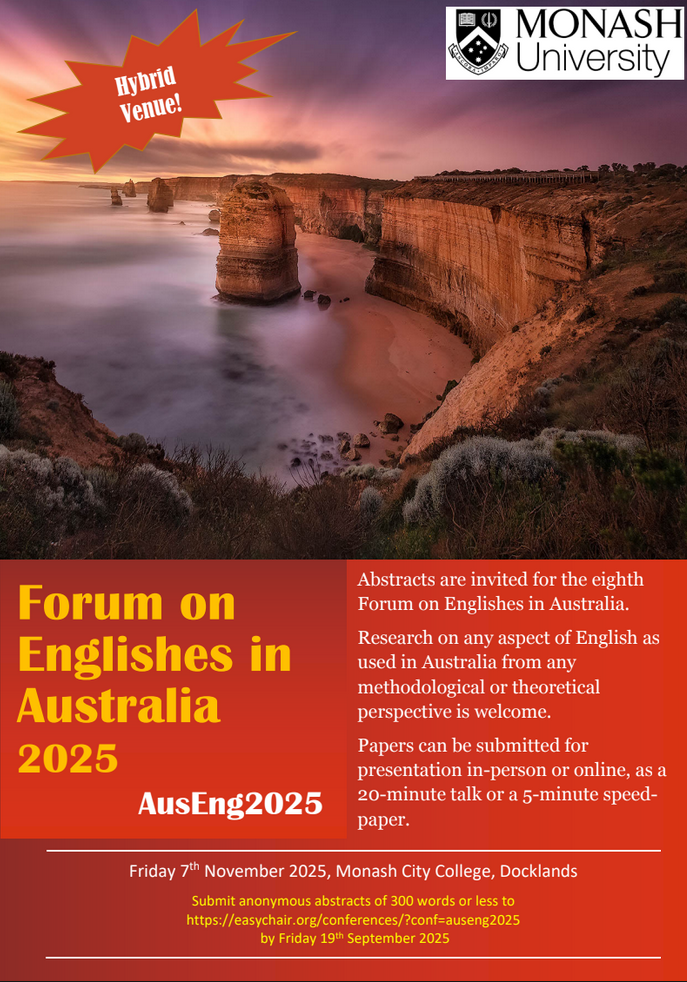 Hybrid
Venue!
MONASH
University
Forum on
Englishes in
Australia
2025
AusEng2025
Abstracts are invited for the eighth
Forum on Englishes in Australia.
Research on any aspect of English as
used in Australia from any
methodological or theoretical
perspective is welcome.
Papers can be submitted for
presentation in-person or online, as a
20-minute talk or a 5-minute speed-
paper.
Friday 7th November 2025, Monash City College, Docklands
Submit anonymous abstracts of 300 words or less to
https://easychair.org/conferences/?conf=auseng2025
by Friday 19th September 2025